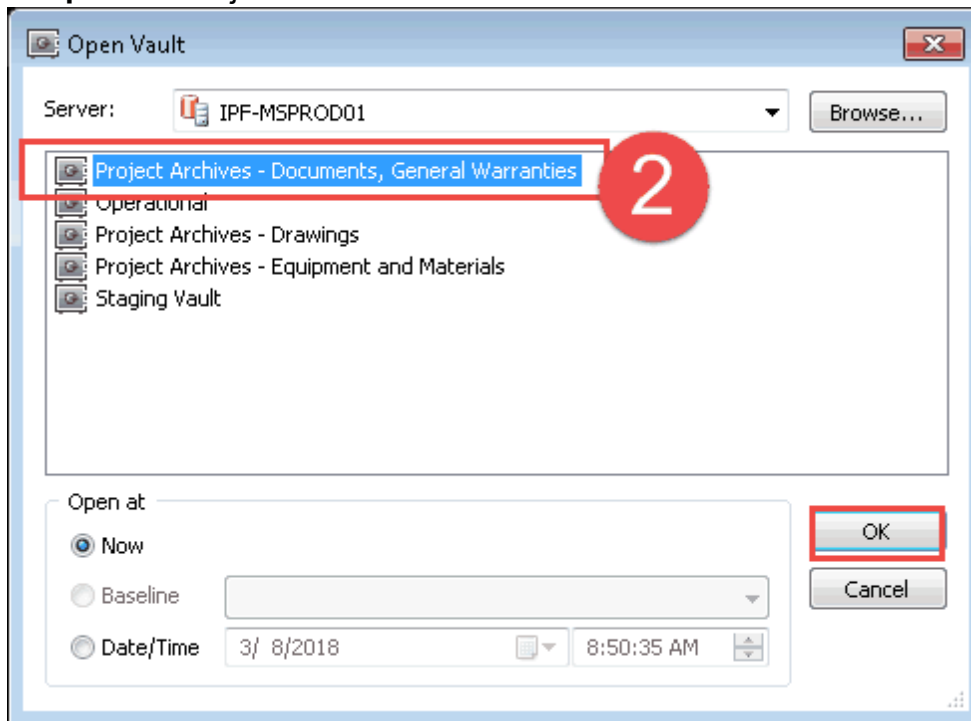 Open Vault
Server: IPF-MSPROD01 Browse...
Project Archives - Documents, General Warranties
2
Operational
Project Archives - Drawings
Project Archives - Equipment and Materials
Staging Vault
Open at
Now
OK
Baseline
Cancel
Date/Time 3/ 8/2018 8:50:35 AM